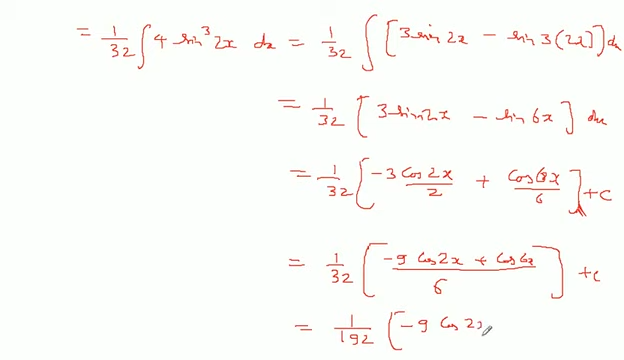 = 1/32 ∫ 4 sin³ 2x dx = 1/32 ∫ [3 sin 2x − sin 3(2x)] dx
= 1/32 [3 sin 2x − sin 6x] dx
= 1/32 [−3 cos 2x/2 + cos 6x/6] + c
= 1/32 [−9 cos 2x + cos 6x/6] + c
= 1/192 [−9 cos 2x